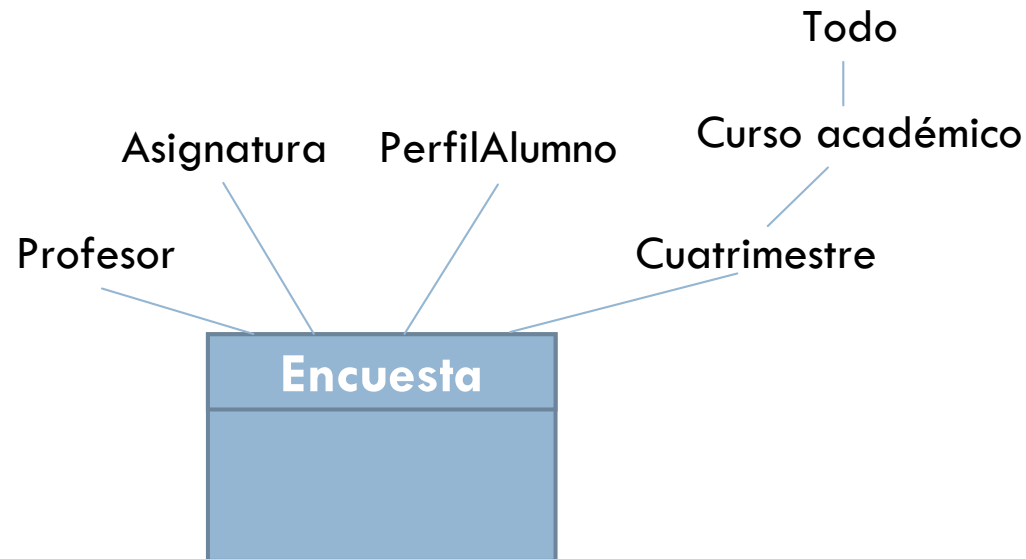 Todo
Curso académico
Asignatura
PerfilAlumno
Profesor
Cuatrimestre
Encuesta